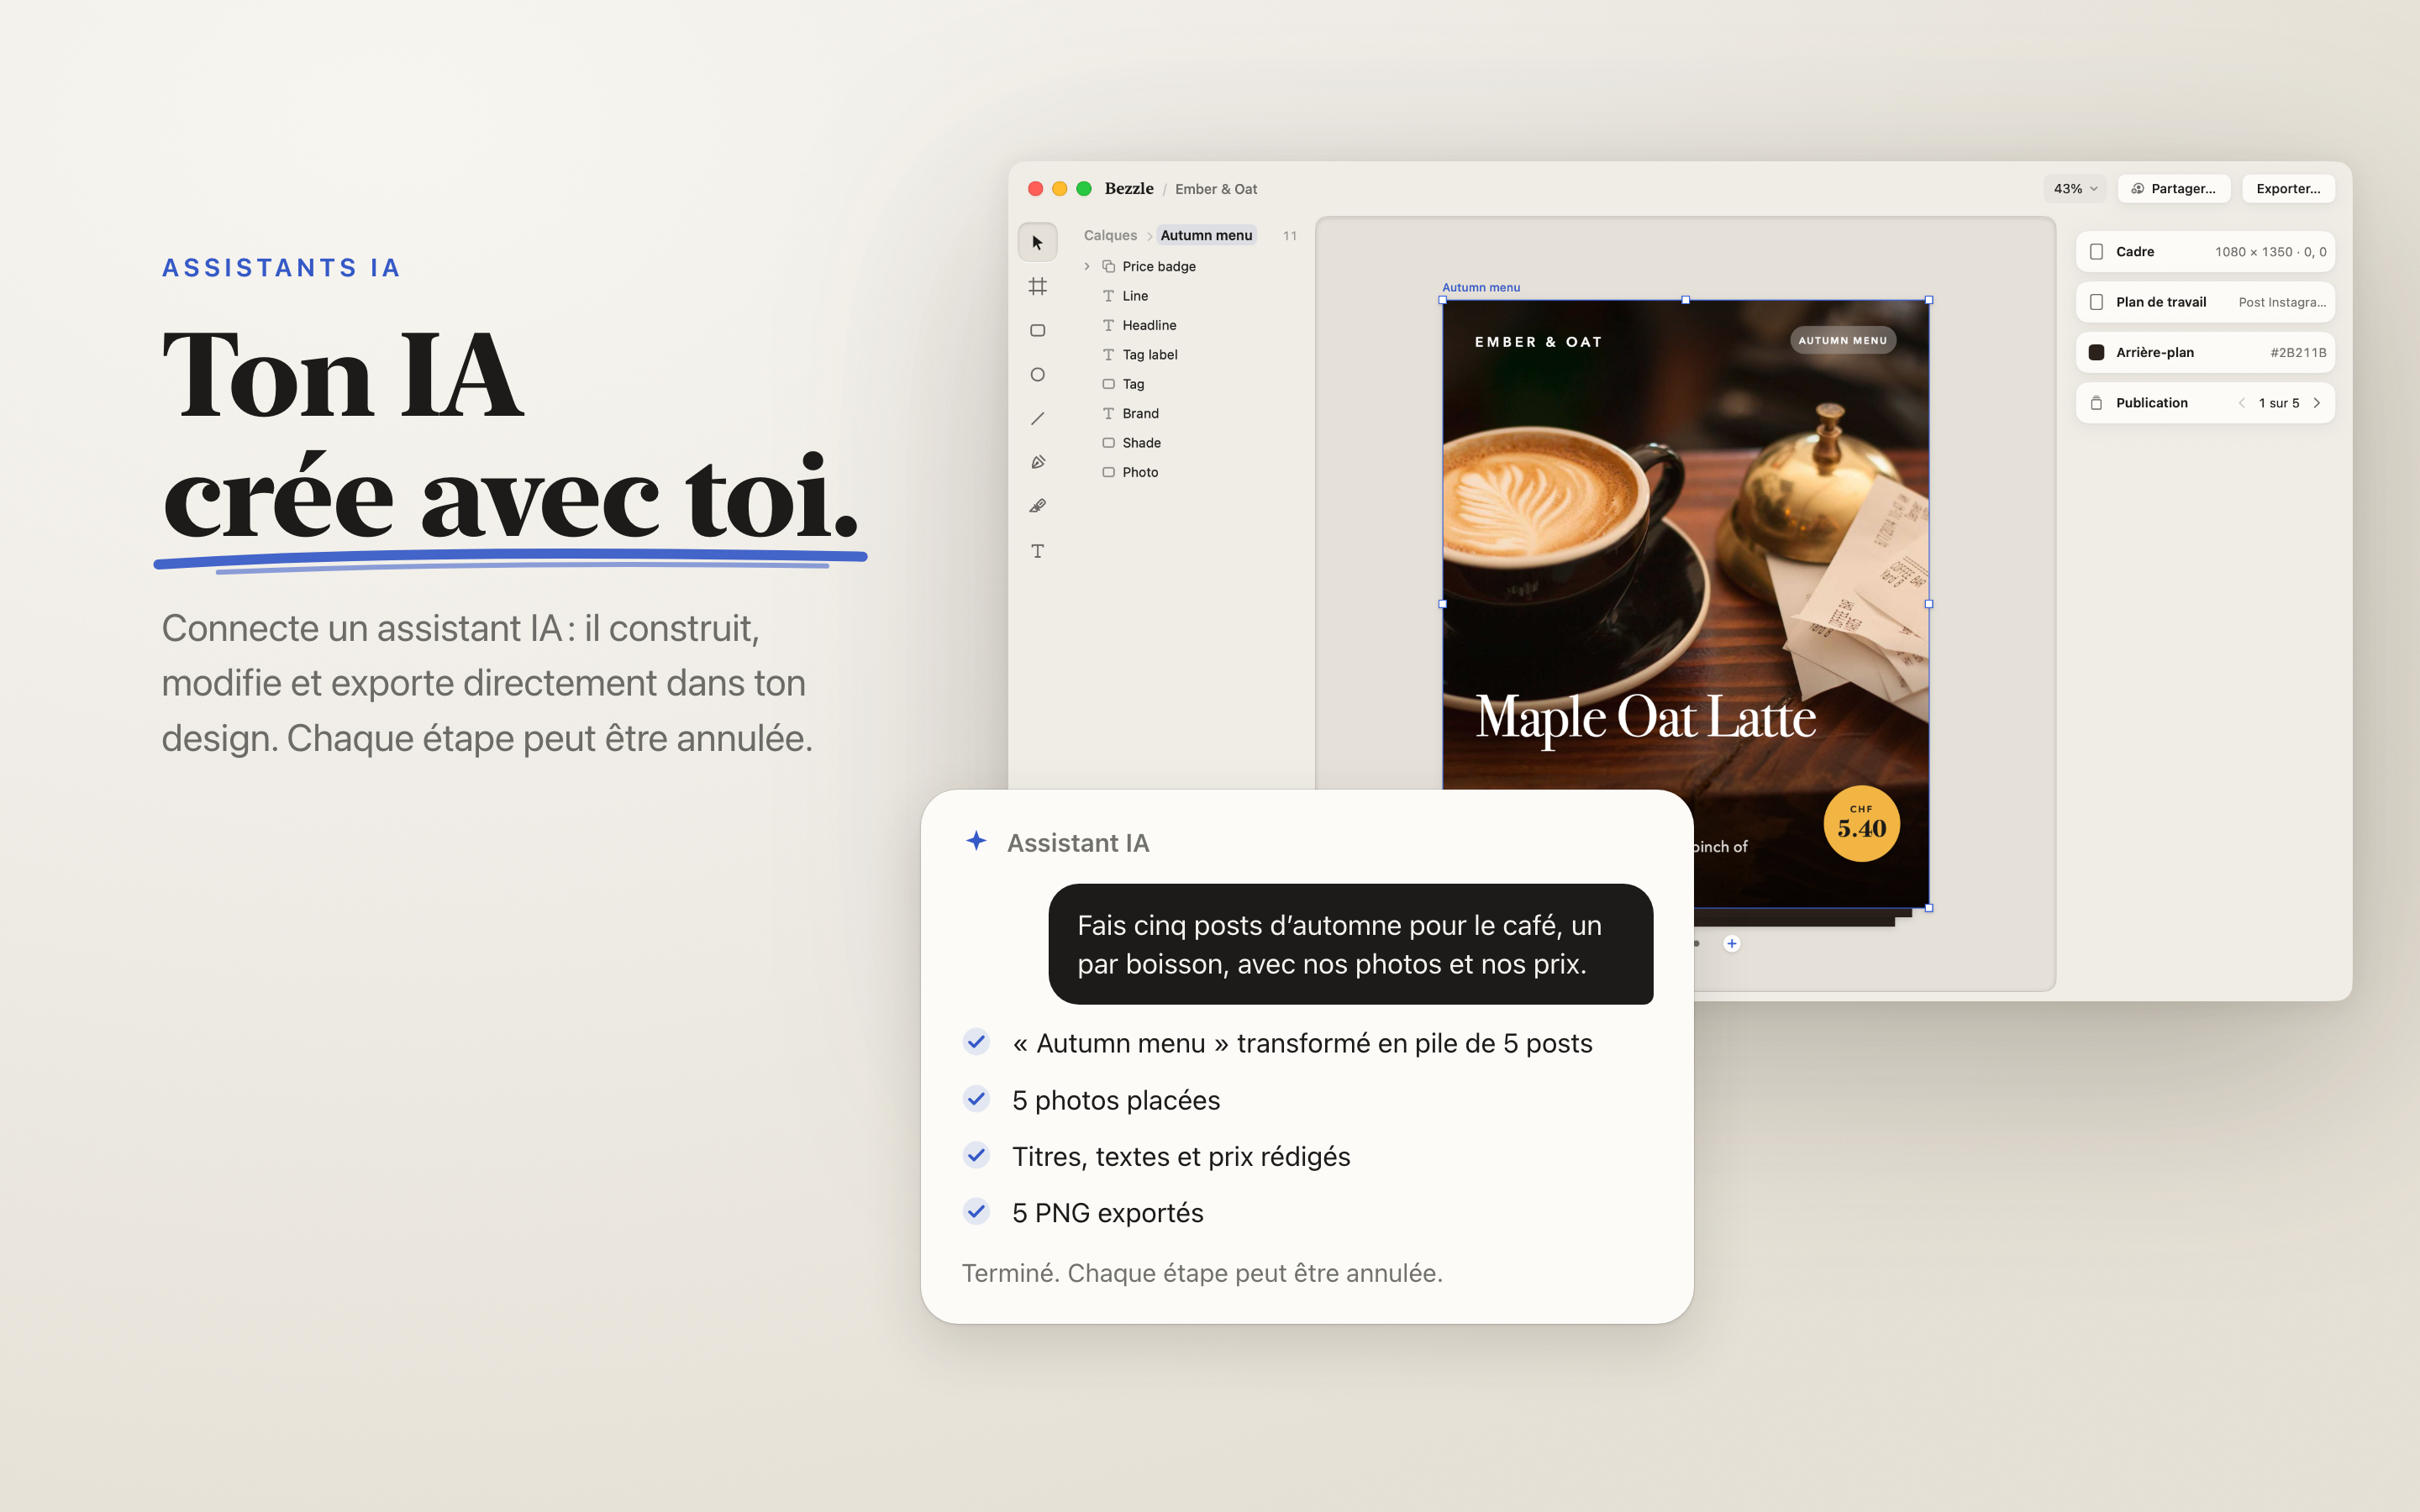 ASSISTANTS IA
Ton IA
crée avec toi.
Connecte un assistant IA : il construit,
modifie et exporte directement dans ton
design. Chaque étape peut être annulée.
Bezzle / Ember & Oat
43%
Partager...
Exporter...
Calques
Autumn menu
11
Price badge
Line
Headline
Tag label
Tag
Brand
Shade
Photo
Autumn menu
EMBER & OAT
AUTUMN MENU
COFFEE BAR
Maple Oat Latte
pinch of
CHF
5.40
Cadre
1080 × 1350 · 0, 0
Plan de travail
Post Instagra...
Arrière-plan
#2B211B
Publication
1 sur 5
Assistant IA
Fais cinq posts d’automne pour le café, un
par boisson, avec nos photos et nos prix.
« Autumn menu » transformé en pile de 5 posts
5 photos placées
Titres, textes et prix rédigés
5 PNG exportés
Terminé. Chaque étape peut être annulée.